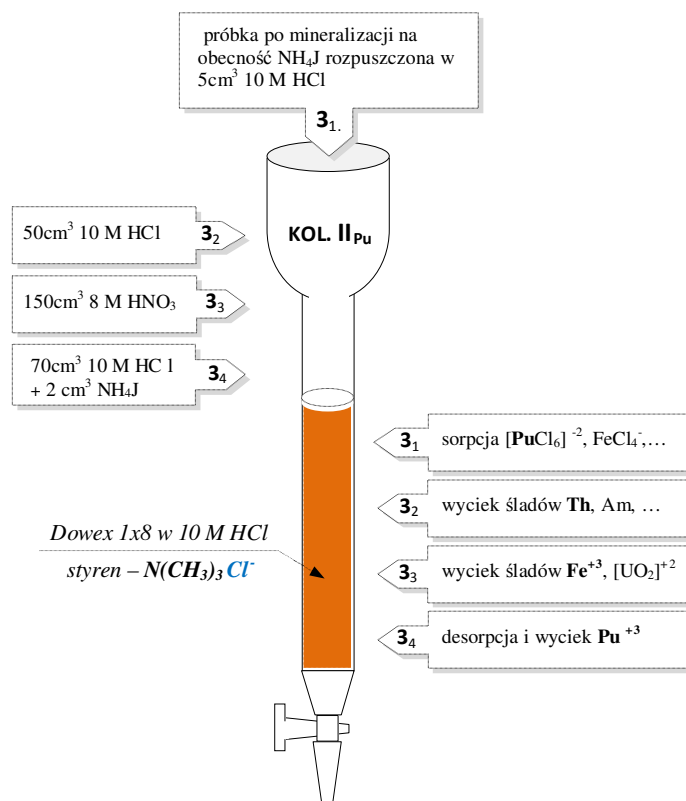 próbka po mineralizacji na
obecność NH₄J rozpuszczona w
5cm³ 10 M HCl
3₁.
KOL. II Pu
50cm³ 10 M HCl
3₂
150cm³ 8 M HNO₃
3₃
70cm³ 10 M HC l
+ 2 cm³ NH₄J
3₄
3₁
sorpcja [PuCl₆] ⁻², FeCl₄⁻,…
3₂
wyciek śladów Th, Am, …
3₃
wyciek śladów Fe⁺³, [UO₂]⁺²
3₄
desorpcja i wyciek Pu ⁺³
Dowex 1x8 w 10 M HCl
styren – N(CH₃)₃ Cl⁻